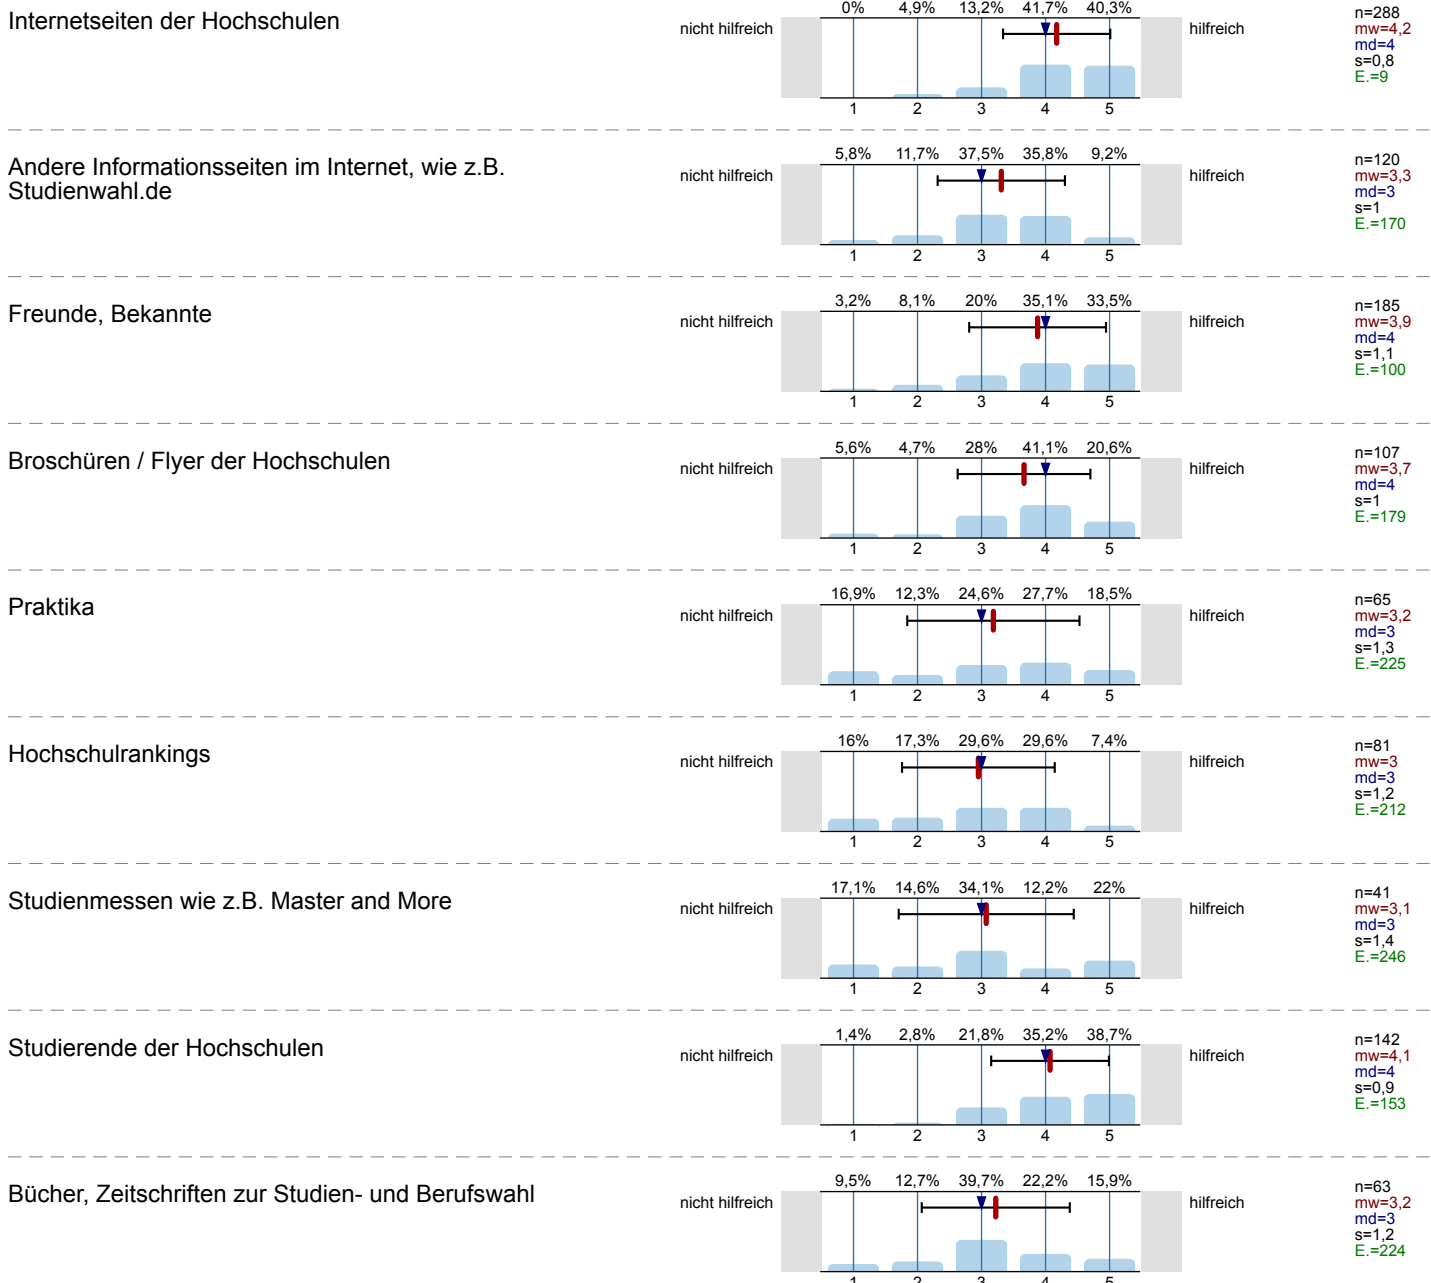 Internetseiten der Hochschulen
0% 4,9% 13,2% 41,7% 40,3%
nicht hilfreich hilfreich
1 2 3 4 5
n=288
mw=4,2
md=4
s=0,8
E.=9
Andere Informationsseiten im Internet, wie z.B.
Studienwahl.de
5,8% 11,7% 37,5% 35,8% 9,2%
nicht hilfreich hilfreich
1 2 3 4 5
n=120
mw=3,3
md=3
s=1
E.=170
Freunde, Bekannte
3,2% 8,1% 20% 35,1% 33,5%
nicht hilfreich hilfreich
1 2 3 4 5
n=185
mw=3,9
md=4
s=1,1
E.=100
Broschüren / Flyer der Hochschulen
5,6% 4,7% 28% 41,1% 20,6%
nicht hilfreich hilfreich
1 2 3 4 5
n=107
mw=3,7
md=4
s=1
E.=179
Praktika
16,9% 12,3% 24,6% 27,7% 18,5%
nicht hilfreich hilfreich
1 2 3 4 5
n=65
mw=3,2
md=3
s=1,3
E.=225
Hochschulrankings
16% 17,3% 29,6% 29,6% 7,4%
nicht hilfreich hilfreich
1 2 3 4 5
n=81
mw=3
md=3
s=1,2
E.=212
Studienmessen wie z.B. Master and More
17,1% 14,6% 34,1% 12,2% 22%
nicht hilfreich hilfreich
1 2 3 4 5
n=41
mw=3,1
md=3
s=1,4
E.=246
Studierende der Hochschulen
1,4% 2,8% 21,8% 35,2% 38,7%
nicht hilfreich hilfreich
1 2 3 4 5
n=142
mw=4,1
md=4
s=0,9
E.=153
Bücher, Zeitschriften zur Studien- und Berufswahl
9,5% 12,7% 39,7% 22,2% 15,9%
nicht hilfreich hilfreich
1 2 3 4 5
n=63
mw=3,2
md=3
s=1,2
E.=224